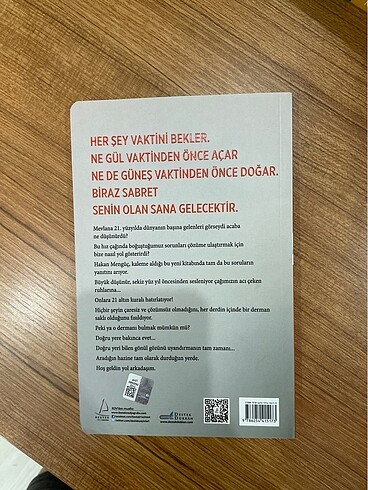 HER ŞEY VAKTİNİ BEKLER.
NE GÜL VAKTİNDEN ÖNCE AÇAR
NE DE GÜNEŞ VAKTİNDEN ÖNCE DOĞAR.
BİRAZ SABRET
SENİN OLAN SANA GELECEKTİR.
Mevlana 21. yüzyılda dünyanın başına gelenleri görseydi acaba
ne düşünürdü?
Bu hız çağında boğuştuğumuz sorunları çözüme ulaştırmak için
bize nasıl yol gösterirdi?
Hakan Mengüç, kaleme aldığı bu yeni kitabında tam da bu soruların
yanıtını arıyor.
Büyük düşünür, sekiz yüz yıl öncesinden sesleniyor çağımızın acı çeken
ruhlarına...
Onlara 21 altın kuralı hatırlatıyor!
Hiçbir şeyin çaresiz ve çözümsüz olmadığını, her derdin içinde bir derman
saklı olduğunu fısıldıyor.
Peki ya o dermanı bulmak mümkün mü?
Doğru yere bakınca evet...
Doğru yeri bilen gönül gözünü uyandırmanın tam zamanı...
Aradığın hazine tam olarak durduğun yerde.
Hoş geldin yol arkadaşım.
DESTEK
DÜKKAN